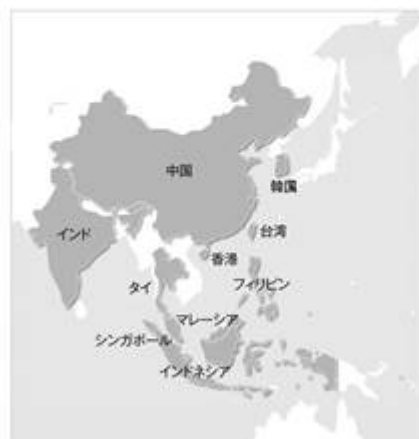 中国
韓国
インド
台湾
香港
タイ
フィリピン
マレーシア
シンガポール
インドネシア